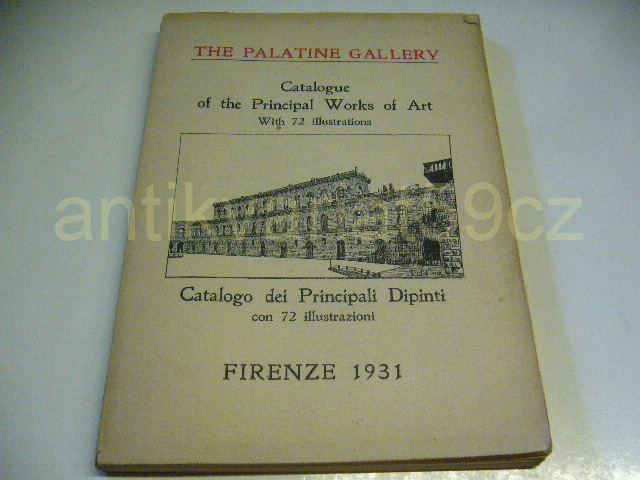 THE PALATINE GALLERY
Catalogue
of the Principal Works of Art
With 72 illustrations
Catalogo dei Principali Dipinti
con 72 illustrazioni
FIRENZE 1931